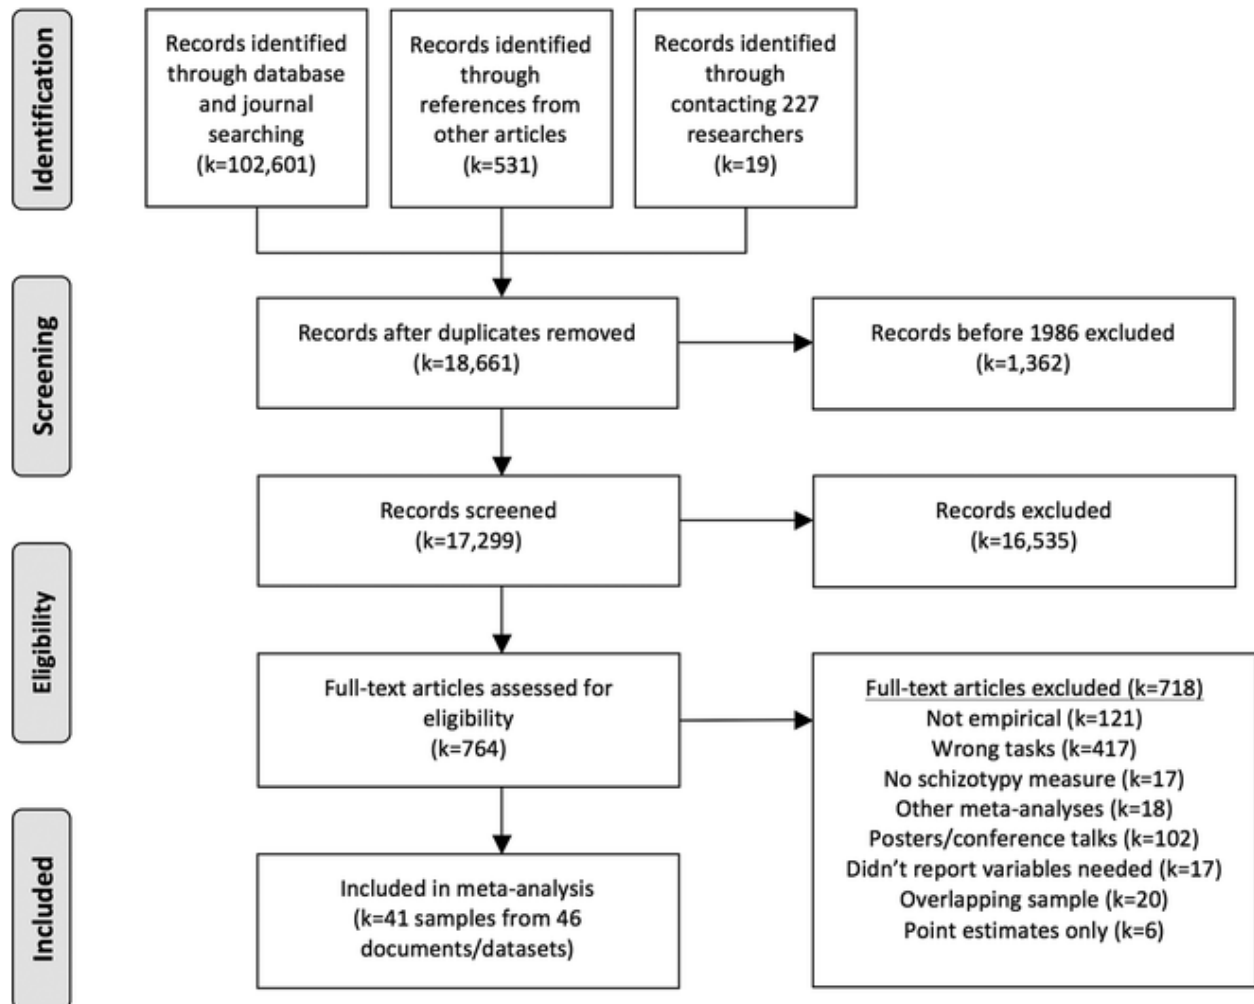 Identification
Records identified
through database
and journal
searching
(k=102,601)
Records identified
through
references from
other articles
(k=531)
Records identified
through
contacting 227
researchers
(k=19)
Screening
Records after duplicates removed
(k=18,661)
Records before 1986 excluded
(k=1,362)
Records screened
(k=17,299)
Records excluded
(k=16,535)
Eligibility
Full-text articles assessed for
eligibility
(k=764)
Full-text articles excluded (k=718)
Not empirical (k=121)
Wrong tasks (k=417)
No schizotypy measure (k=17)
Other meta-analyses (k=18)
Posters/conference talks (k=102)
Didn't report variables needed (k=17)
Overlapping sample (k=20)
Point estimates only (k=6)
Included
Included in meta-analysis
(k=41 samples from 46
documents/datasets)